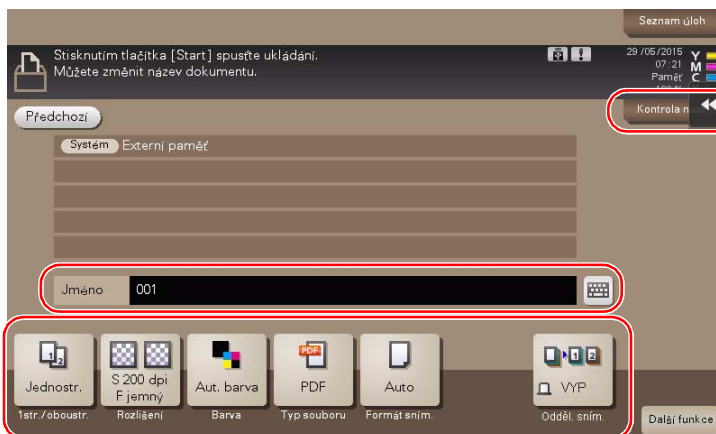 Seznam úloh
Stisknutím tlačítka [Start] spusťte ukládání.
Můžete změnit název dokumentu.
29/05/2015
07:21
Paměť
Y
M
C
Předchozí
Kontrola n
Systém Externí paměť
Jméno 001
Jednostr.
S 200 dpi
F jemný
Aut. barva
PDF
PDF
Auto
VYP
1str./oboustr.
Rozlišení
Barva
Typ souboru
Formát sním.
Odděl. sním.
Další funkce